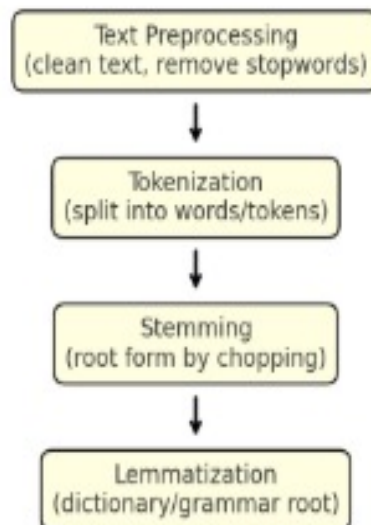 Text Preprocessing
(clean text, remove stopwords)
Tokenization
(split into words/tokens)
Stemming
(root form by chopping)
Lemmatization
(dictionary/grammar root)